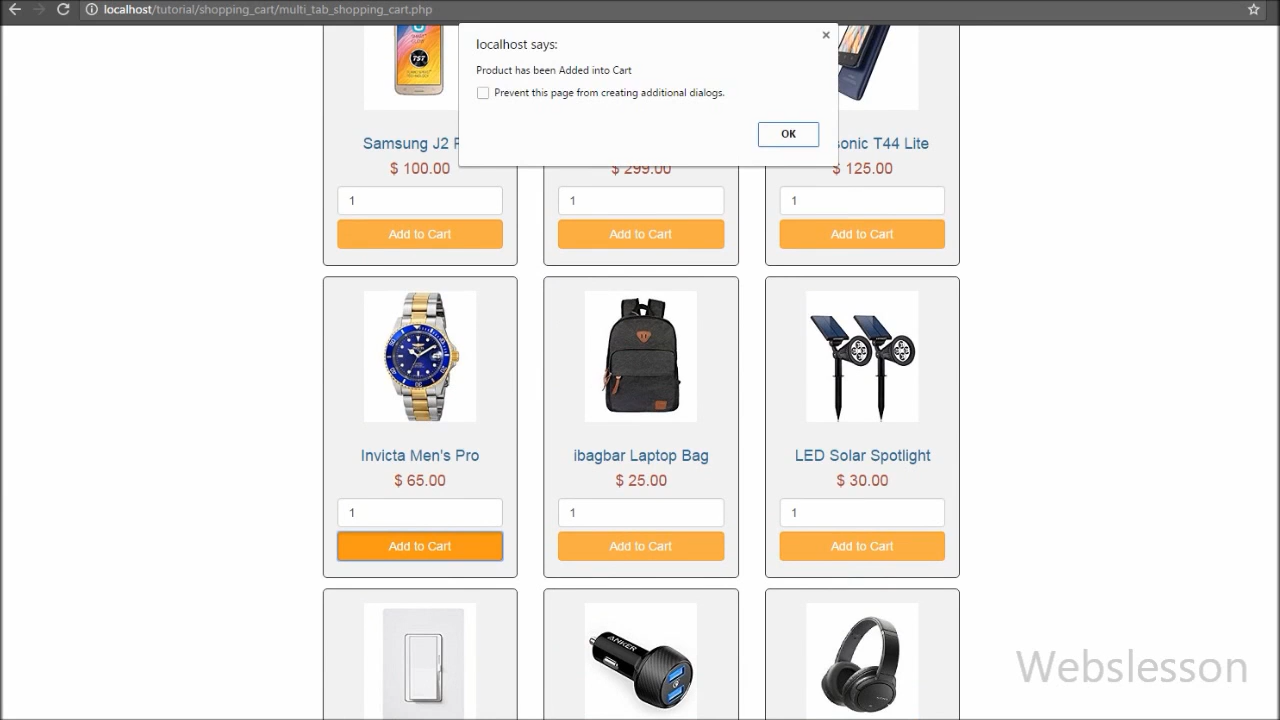 localhost/tutorial/shopping_cart/multi_tab_shopping_cart.php
localhost says:
Product has been Added into Cart
Prevent this page from creating additional dialogs.
OK
TST
Samsung J2
sonic T44 Lite
$ 100.00
$ 299.00
$ 125.00
1
1
1
Add to Cart
Add to Cart
Add to Cart
Invicta Men's Pro
ibagbar Laptop Bag
LED Solar Spotlight
$ 65.00
$ 25.00
$ 30.00
1
1
1
Add to Cart
Add to Cart
Add to Cart
ANKER
Webslesson